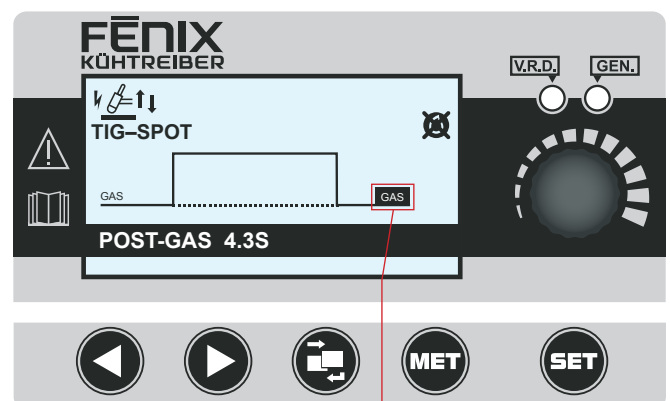 FĒNIX
KÜHTREIBER
V.R.D. GEN.
TIG–SPOT
GAS GAS
POST-GAS 4.3S
MET SET